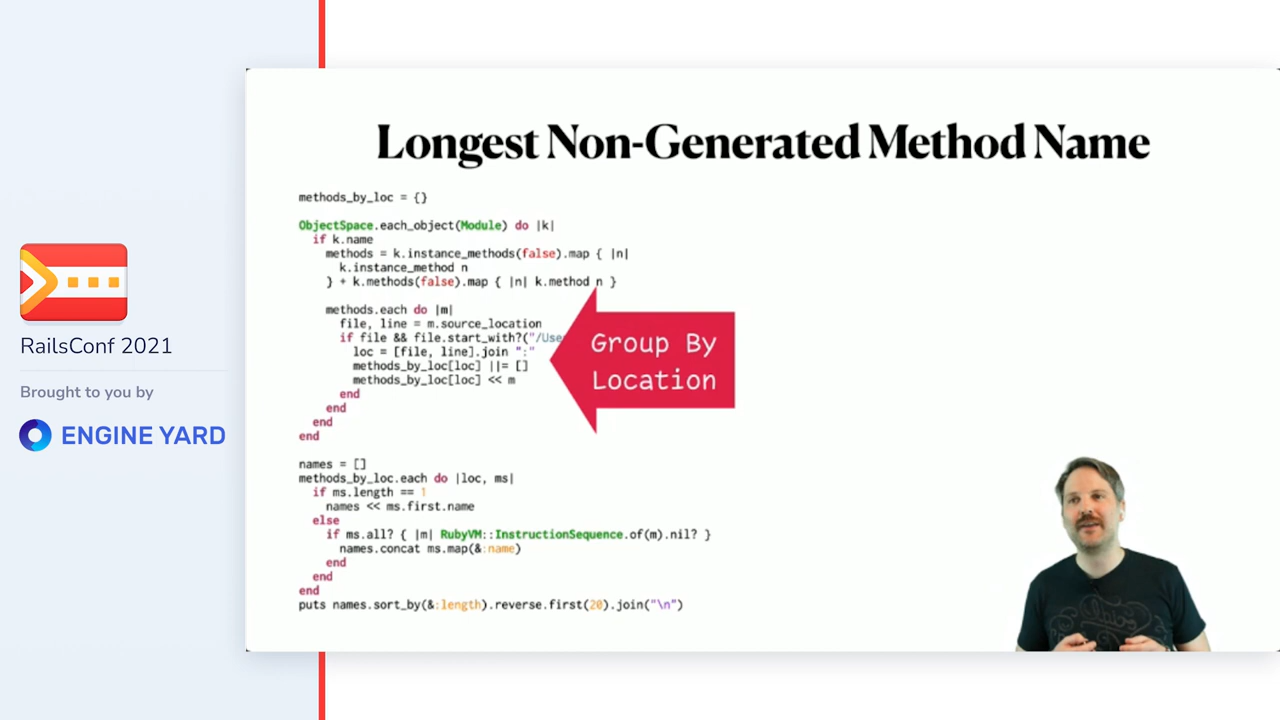 RailsConf 2021
Brought to you by
ENGINE YARD
Longest Non-Generated Method Name
methods_by_loc = {}
ObjectSpace.each_object(Module) do |k|
if k.name
methods = k.instance_methods(false).map { |n|
k.instance_method n
} + k.methods(false).map { |n| k.method n }
methods.each do |m|
file, line = m.source_location
if file && file.start_with?("/Use
loc = [file, line].join ":"
methods_by_loc[loc] ||= []
methods_by_loc[loc] << m
end
end
end
end
Group By
Location
names = []
methods_by_loc.each do |loc, ms|
if ms.length == 1
names << ms.first.name
else
if ms.all? { |m| RubyVM::InstructionSequence.of(m).nil? }
names.concat ms.map(&:name)
end
end
end
puts names.sort_by(&:length).reverse.first(20).join("\n")